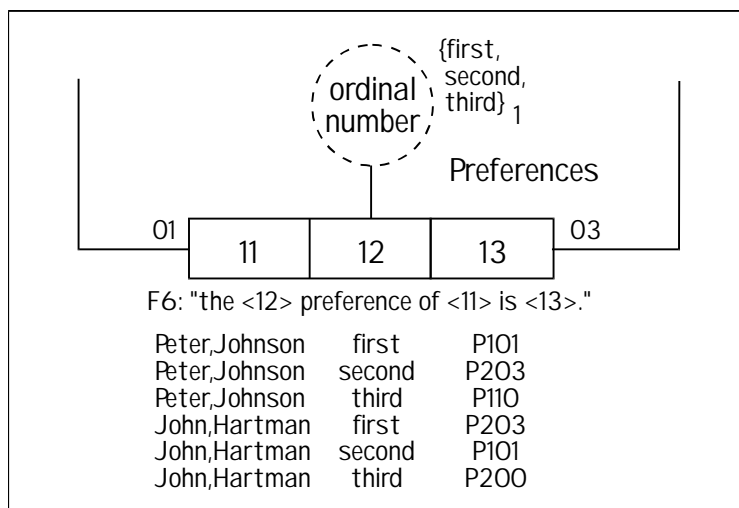 {first,
second,
third} 1
ordinal
number
Preferences
O1 11 12 13 O3
F6: "the <12> preference of <11> is <13>."
Peter,Johnson first P101
Peter,Johnson second P203
Peter,Johnson third P110
John,Hartman first P203
John,Hartman second P101
John,Hartman third P200